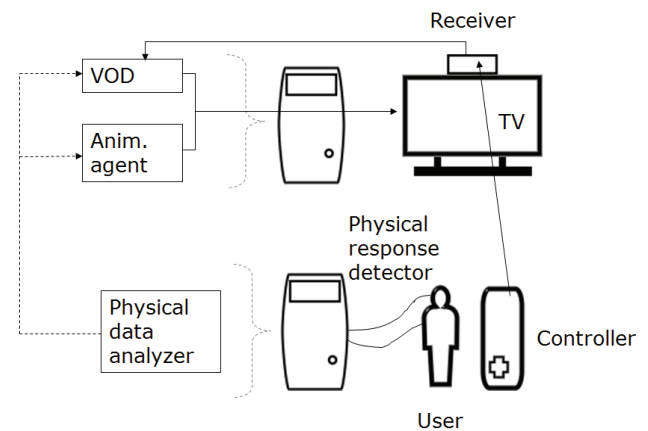 Receiver
VOD
TV
Anim.
agent
Physical
response
detector
Physical
data
analyzer
Controller
User